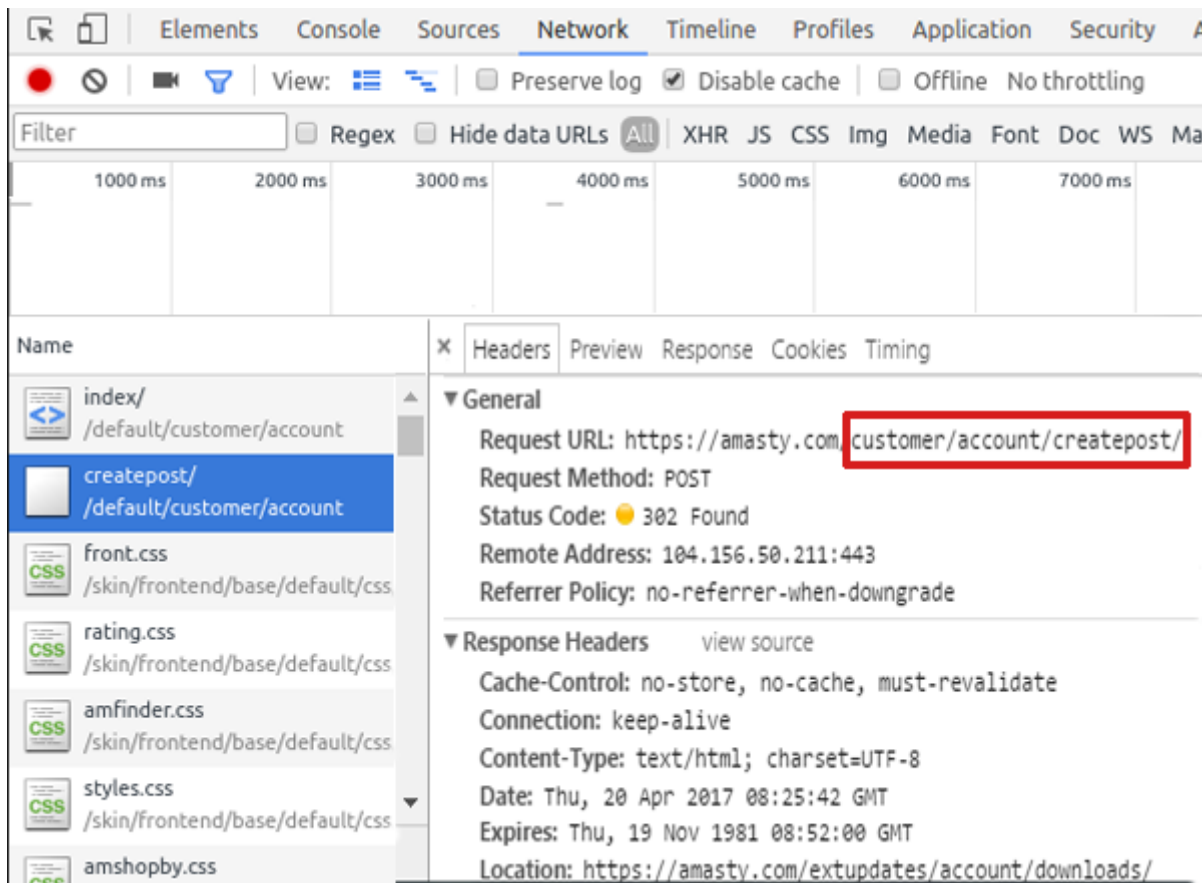 Elements Console Sources Network Timeline Profiles Application Security
View: Preserve log Disable cache Offline No throttling
Filter Regex Hide data URLs All XHR JS CSS Img Media Font Doc WS Ma
1000 ms 2000 ms 3000 ms 4000 ms 5000 ms 6000 ms 7000 ms
Name
index/
/default/customer/account
createpost/
/default/customer/account
front.css
/skin/frontend/base/default/css
rating.css
/skin/frontend/base/default/css
amfinder.css
/skin/frontend/base/default/css
styles.css
/skin/frontend/base/default/css
amshopby.css
× Headers Preview Response Cookies Timing
▼ General
Request URL: https://amasty.com/customer/account/createpost/
Request Method: POST
Status Code: 302 Found
Remote Address: 104.156.50.211:443
Referrer Policy: no-referrer-when-downgrade
▼ Response Headers view source
Cache-Control: no-store, no-cache, must-revalidate
Connection: keep-alive
Content-Type: text/html; charset=UTF-8
Date: Thu, 20 Apr 2017 08:25:42 GMT
Expires: Thu, 19 Nov 1981 08:52:00 GMT
Location: https://amasty.com/extupdates/account/downloads/